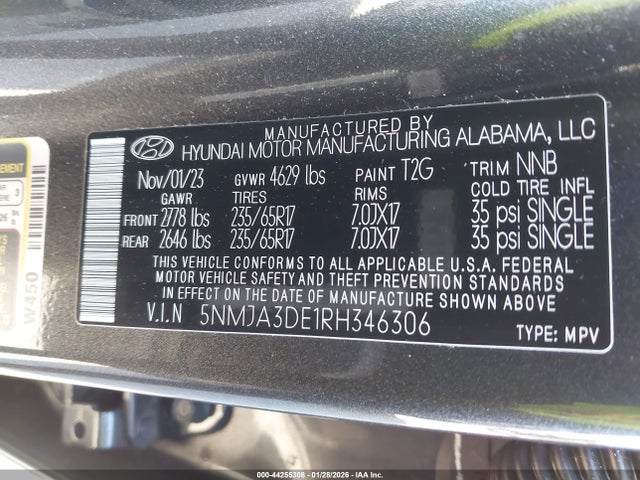 MANUFACTURED BY
HYUNDAI MOTOR MANUFACTURING ALABAMA, LLC
Nov/01/23 GVWR 4629 lbs PAINT T2G TRIM NNB
GAWR TIRES RIMS COLD TIRE INFL
FRONT 2778 lbs 235/65R17 7.0JX17 35 psi SINGLE
REAR 2646 lbs 235/65R17 7.0JX17 35 psi SINGLE
THIS VEHICLE CONFORMS TO ALL APPLICABLE U.S.A. FEDERAL
MOTOR VEHICLE SAFETY AND THEFT PREVENTION STANDARDS
IN EFFECT ON THE DATE OF MANUFACTURE SHOWN ABOVE.
V.I.N 5NMJA3DE1RH346306
TYPE: MPV
W450
000-44255308 - 01/28/2026 - IAA Inc.